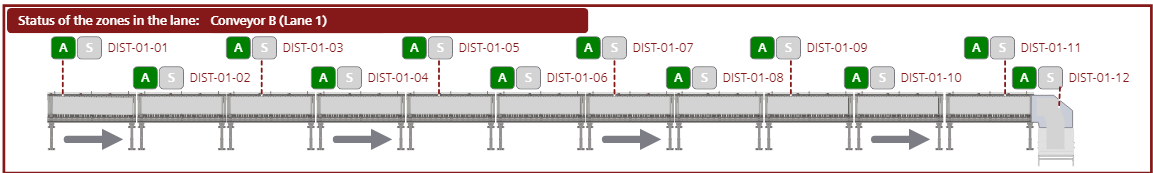 Status of the zones in the lane: Conveyor B (Lane 1)
A S DIST-01-01
A S DIST-01-03
A S DIST-01-05
A S DIST-01-07
A S DIST-01-09
A S DIST-01-11
A S DIST-01-02
A S DIST-01-04
A S DIST-01-06
A S DIST-01-08
A S DIST-01-10
A S DIST-01-12